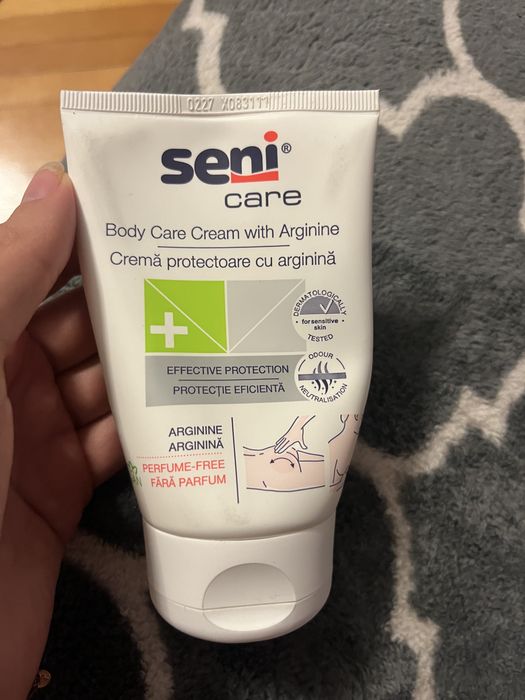 0227 X083111
seni®
care
Body Care Cream with Arginine
Cremă protectoare cu arginină
DERMATOLOGICALLY
for sensitive
skin
TESTED
EFFECTIVE PROTECTION
PROTECȚIE EFICIENTĂ
ODOUR
NEUTRALISATION
ARGININE
ARGININĂ
PERFUME-FREE
FĂRĂ PARFUM